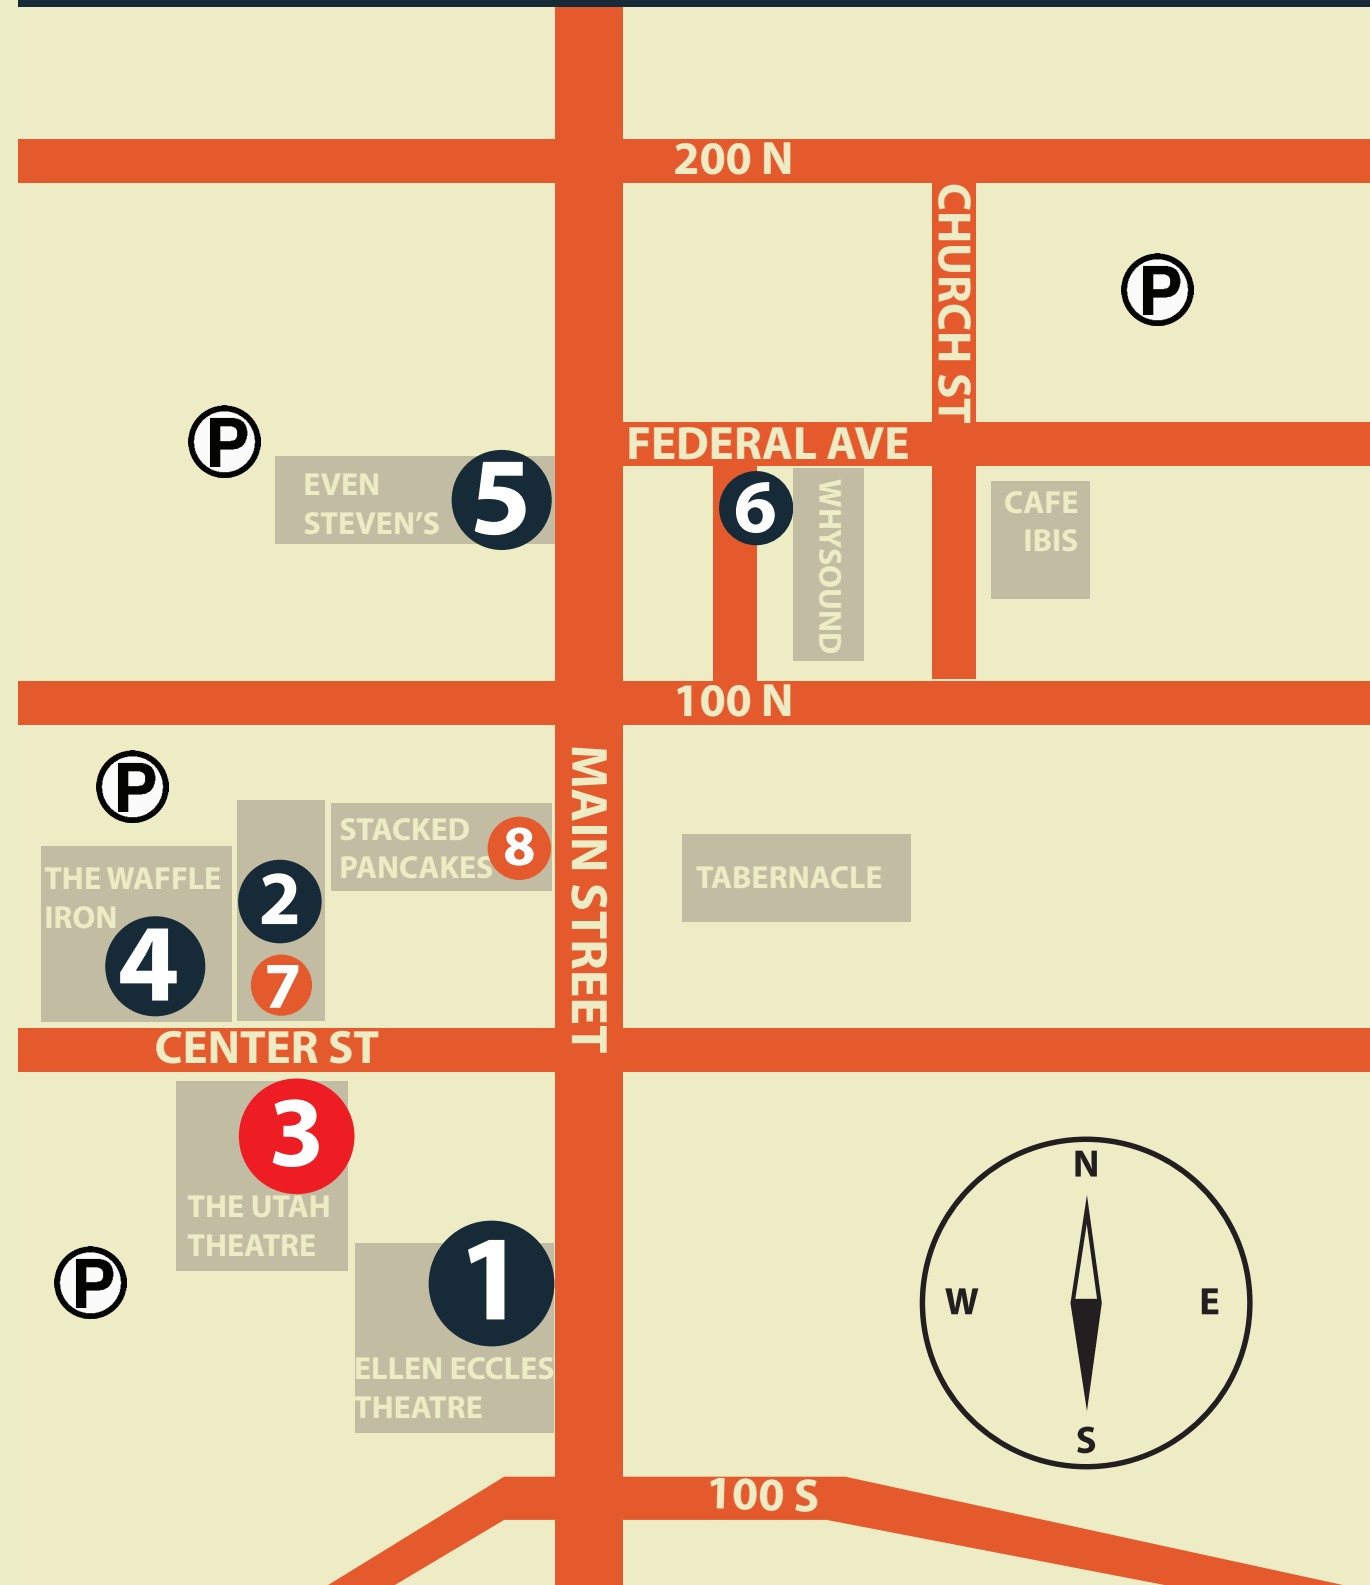 200 N
CHURCH ST
P
P
FEDERAL AVE
EVEN
STEVEN'S
5
6
WHYSOUND
CAFE
IBIS
100 N
P
MAIN STREET
STACKED
PANCAKES
8
THE WAFFLE
IRON
4
2
7
TABERNACLE
CENTER ST
3
THE UTAH
THEATRE
P
1
ELLEN ECCLES
THEATRE
N
W
E
S
100 S